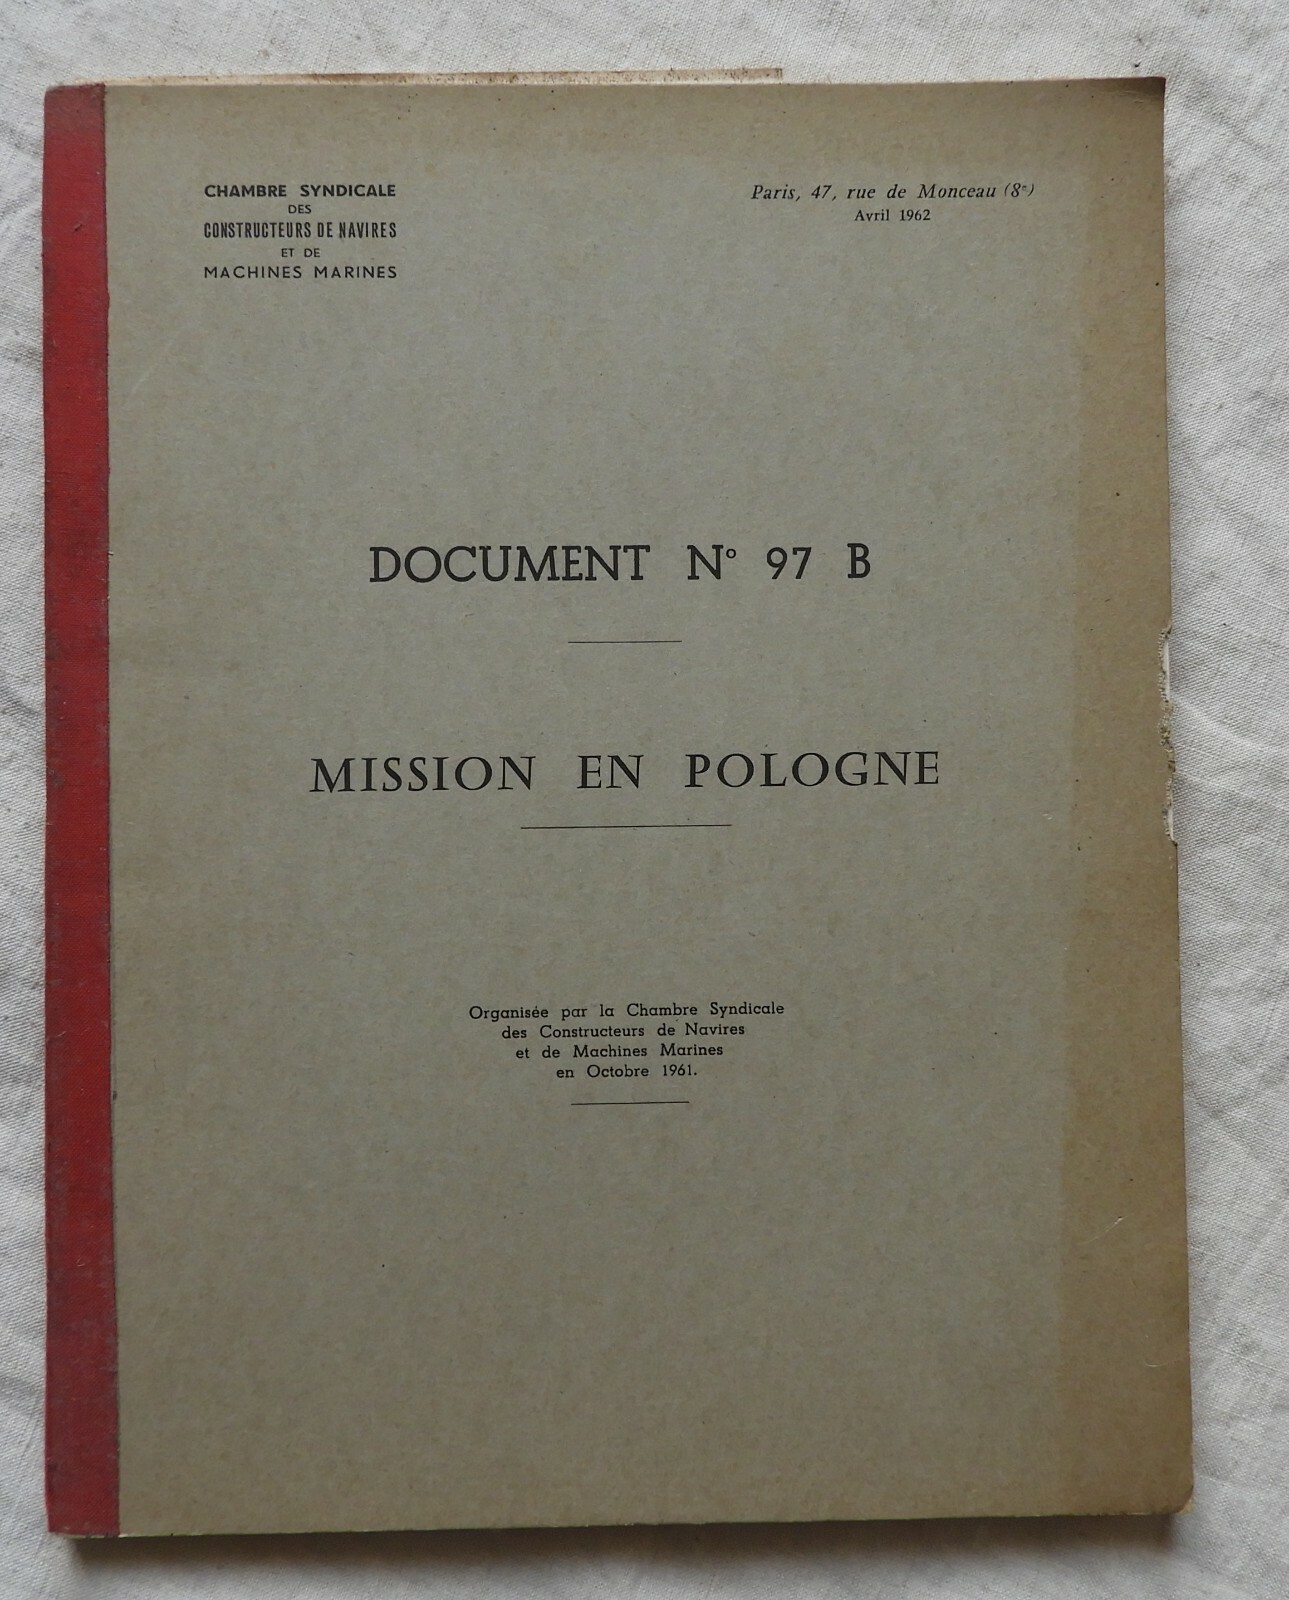 CHAMBRE SYNDICALE
DES
CONSTRUCTEURS DE NAVIRES
ET DE
MACHINES MARINES
Paris, 47, rue de Monceau (8e)
Avril 1962
DOCUMENT No 97 B
MISSION EN POLOGNE
Organisée par la Chambre Syndicale
des Constructeurs de Navires
et de Machines Marines
en Octobre 1961.